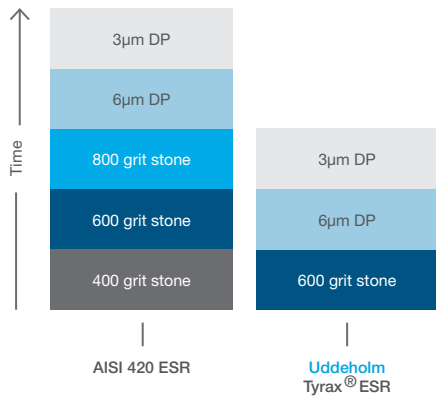 Time
3µm DP
6µm DP
800 grit stone
600 grit stone
400 grit stone
AISI 420 ESR
3µm DP
6µm DP
600 grit stone
Uddeholm
Tyrax® ESR